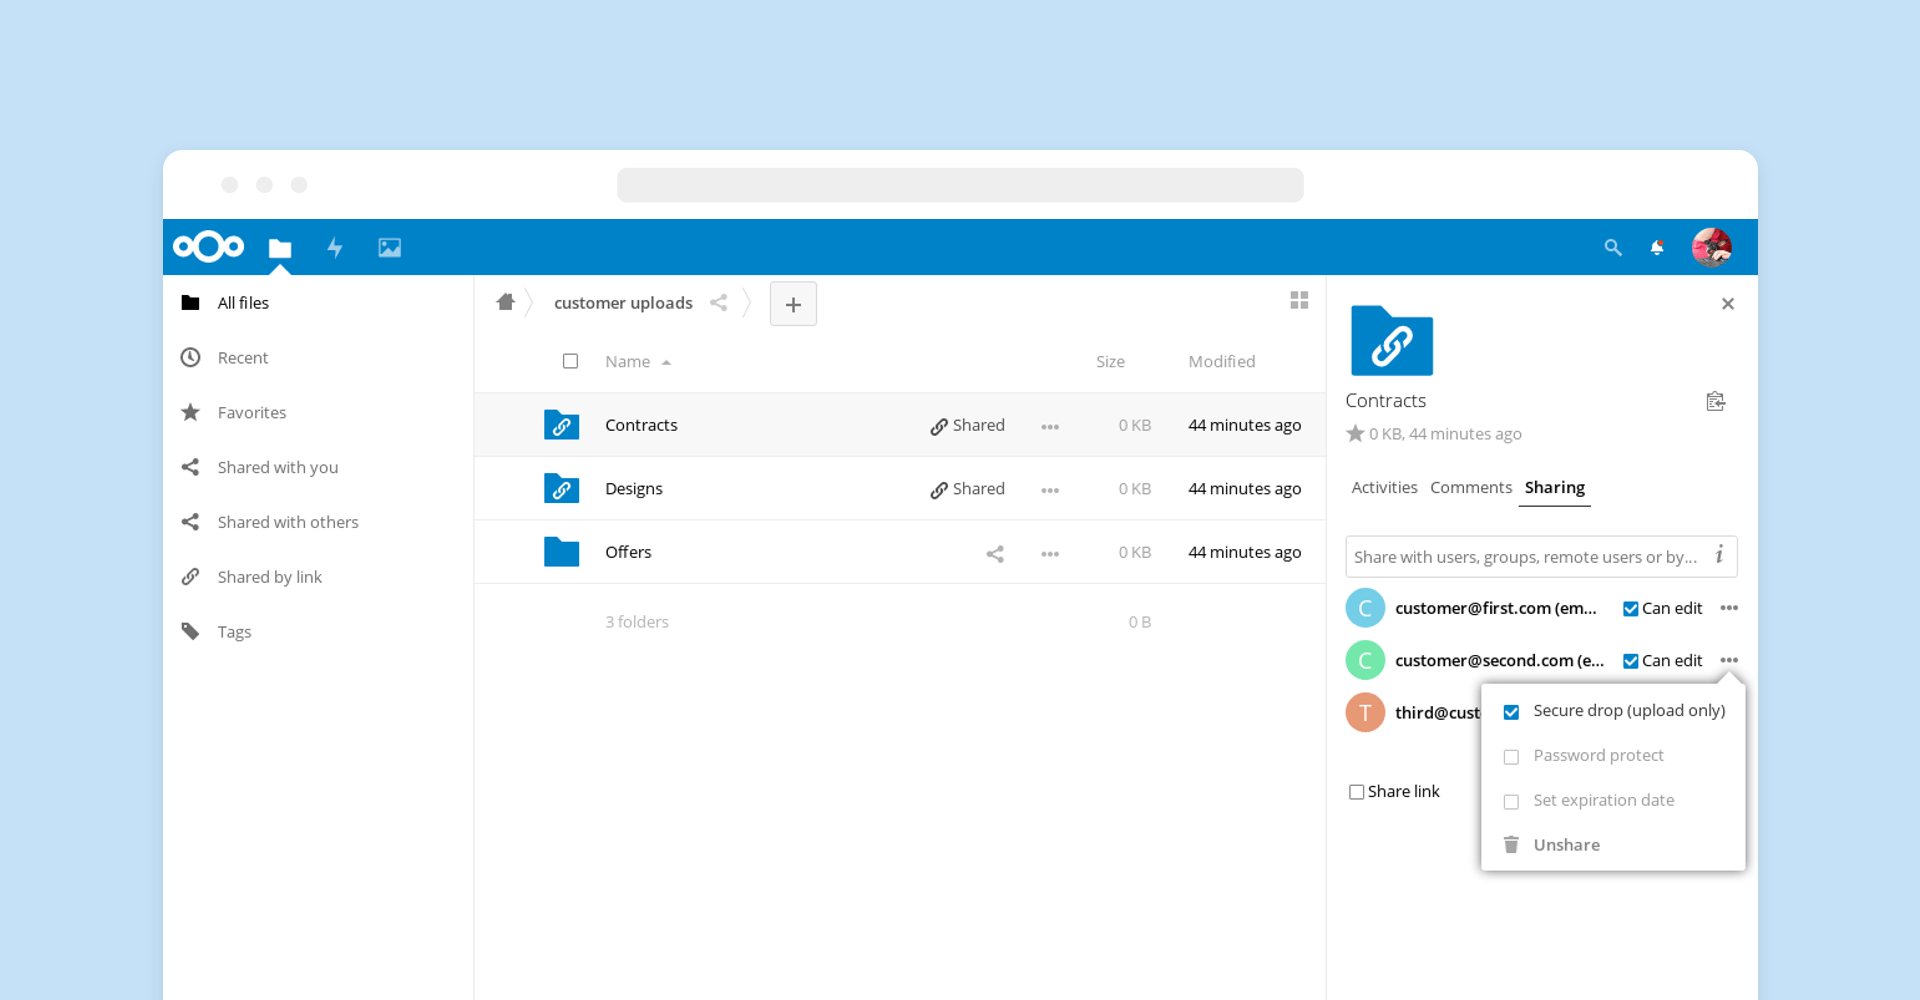 All files
Recent
Favorites
Shared with you
Shared with others
Shared by link
Tags
customer uploads
+
Name Size Modified
Contracts Shared 0 KB 44 minutes ago
Designs Shared 0 KB 44 minutes ago
Offers 0 KB 44 minutes ago
3 folders 0 B
Contracts
0 KB, 44 minutes ago
Activities Comments Sharing
Share with users, groups, remote users or by... i
C customer@first.com (em... Can edit
C customer@second.com (e... Can edit
T third@cust
Secure drop (upload only)
Password protect
Set expiration date
Unshare
Share link